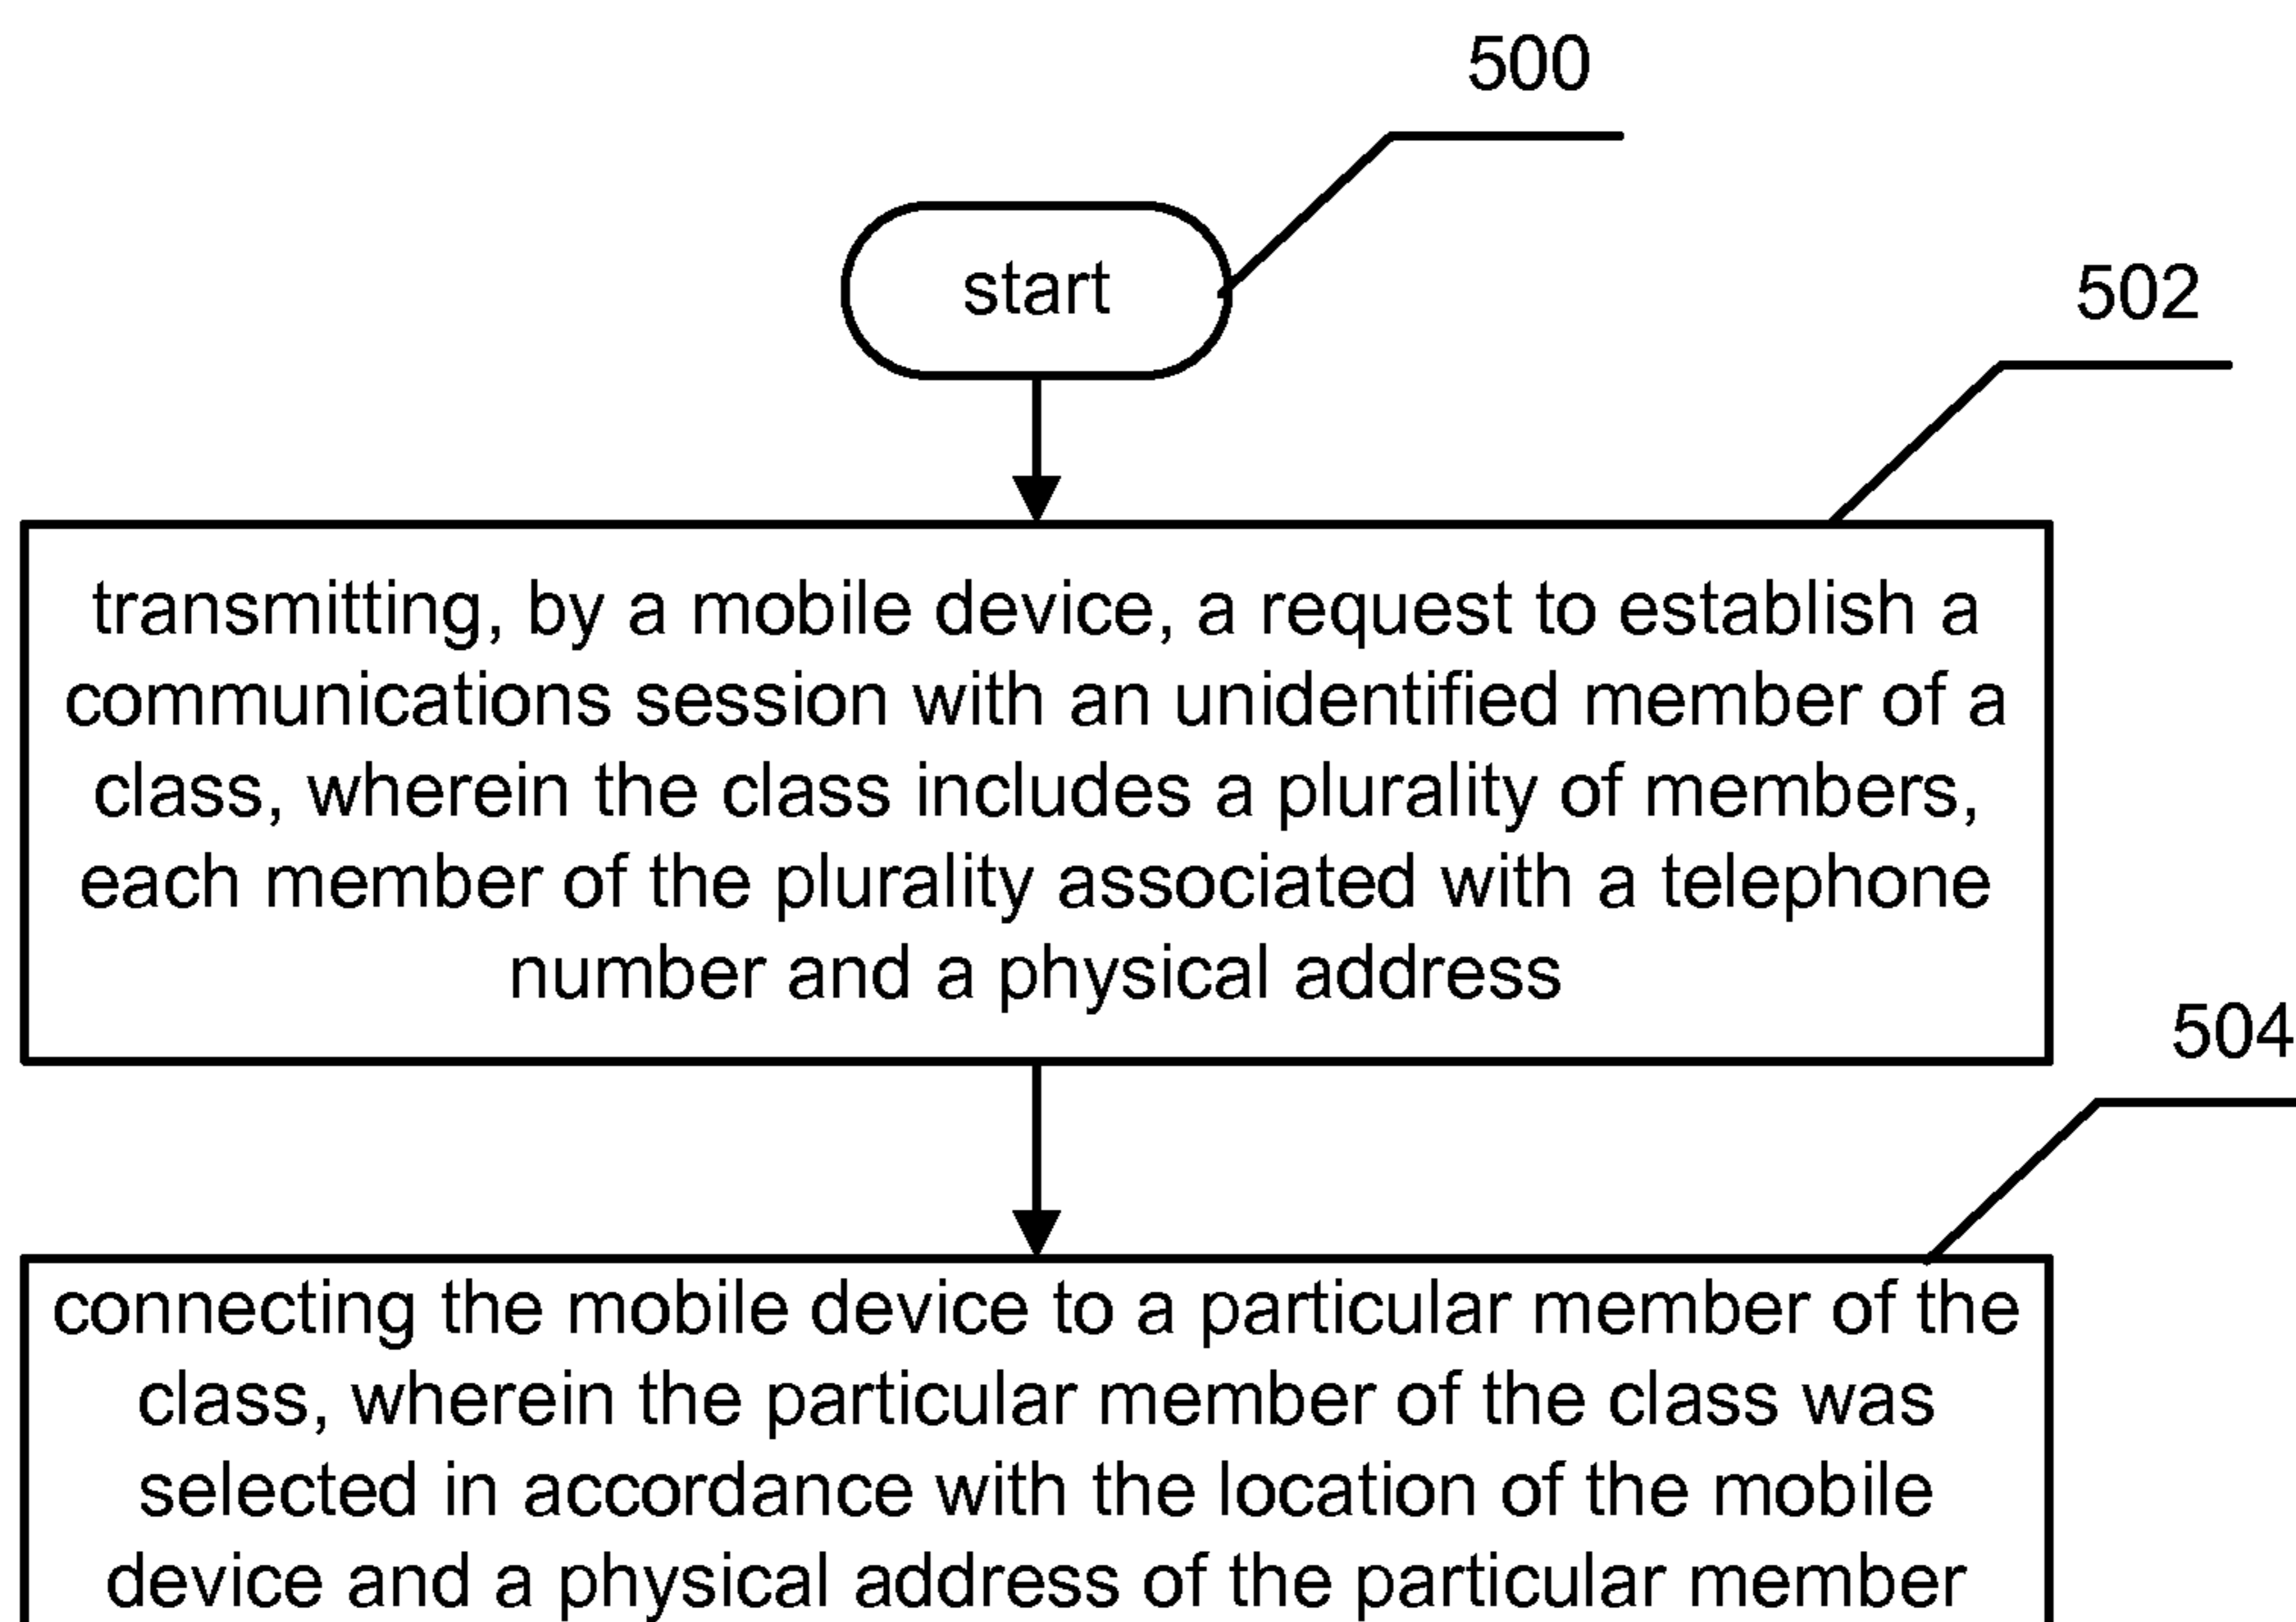 500
start
502
transmitting, by a mobile device, a request to establish a
communications session with an unidentified member of a
class, wherein the class includes a plurality of members,
each member of the plurality associated with a telephone
number and a physical address
504
connecting the mobile device to a particular member of the
class, wherein the particular member of the class was
selected in accordance with the location of the mobile
device and a physical address of the particular member